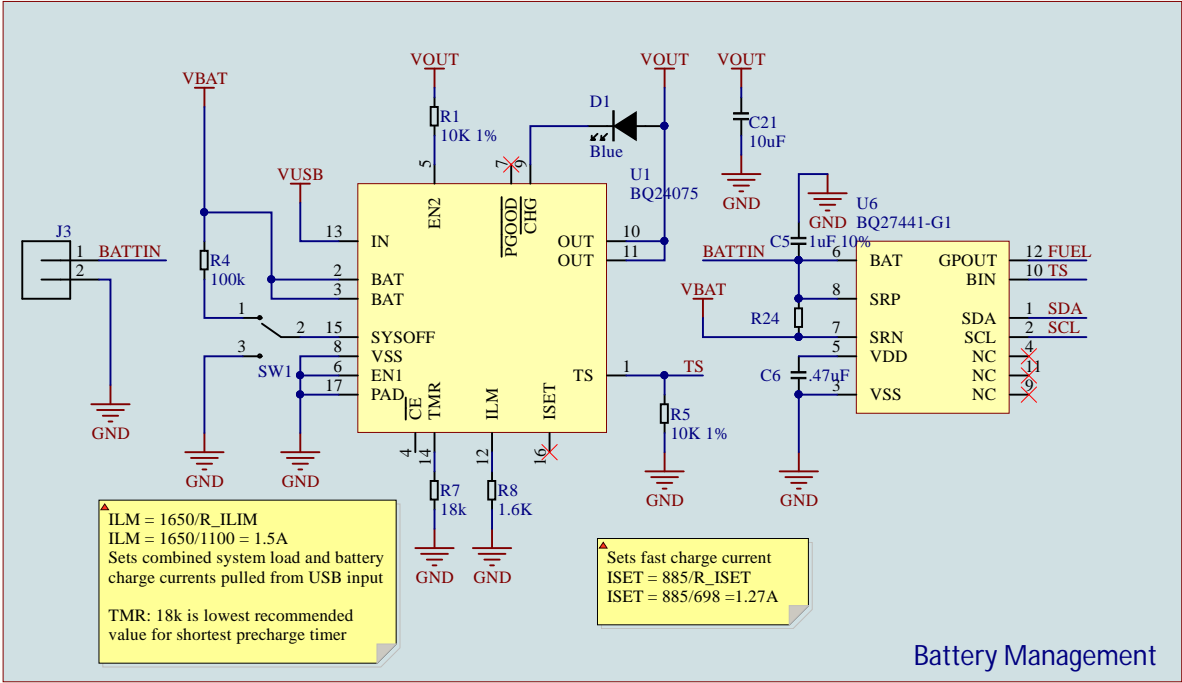 VOUT
VOUT
VOUT
VBAT
D1
R1
10K 1%
C21
10uF
Blue
5
7
9
U1
BQ24075
VUSB
GND
EN2
PGOOD
CHG
GND
U6
BQ27441-G1
J3
1
BATTIN
2
R4
100k
13
IN
OUT
10
OUT
11
2
BAT
3
BAT
BATTIN
C5
1uF 10%
6
BAT
GPOUT
12
FUEL
BIN
10
TS
VBAT
8
SRP
R24
SDA
1
SDA
7
SRN
SCL
2
SCL
5
VDD
NC
4
C6
.47uF
NC
11
3
VSS
NC
9
1
2
15
SYSOFF
3
8
VSS
SW1
6
EN1
17
PAD
TS
1
TS
CE
TMR
ILM
ISET
R5
10K 1%
GND
4
14
12
16
GND
GND
GND
GND
R7
18k
R8
1.6K
GND
GND
ILM = 1650/R_ILIM
ILM = 1650/1100 = 1.5A
Sets combined system load and battery
charge currents pulled from USB input
TMR: 18k is lowest recommended
value for shortest precharge timer
Sets fast charge current
ISET = 885/R_ISET
ISET = 885/698 =1.27A
Battery Management